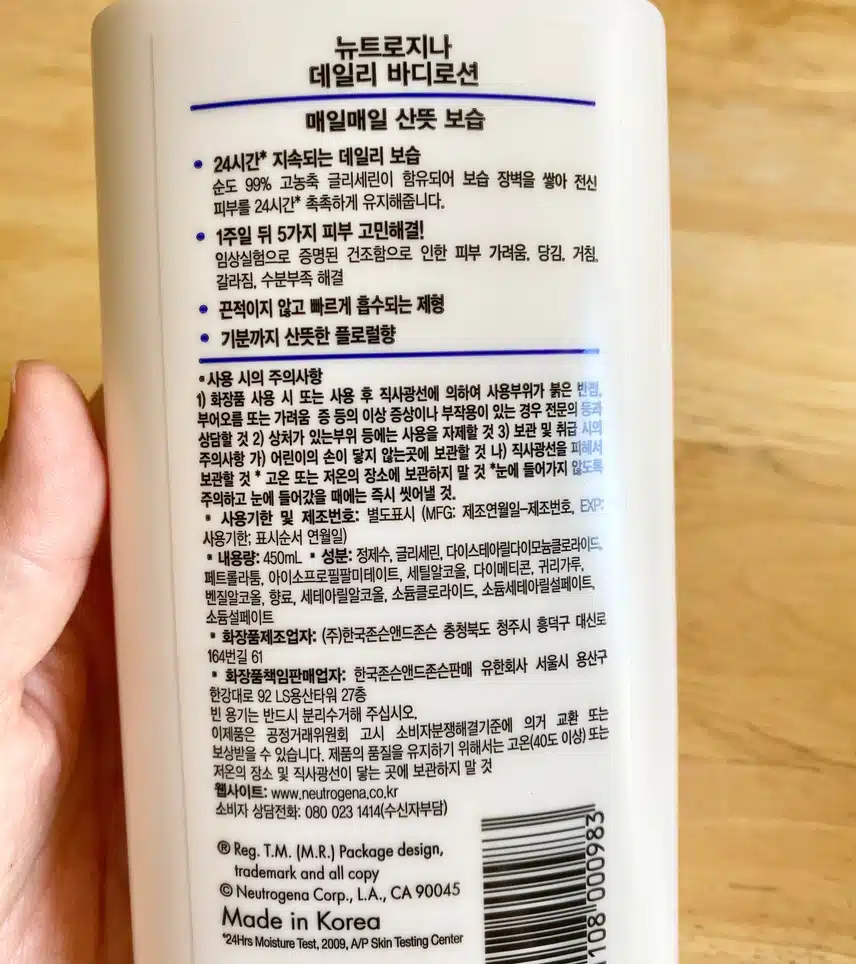 뉴트로지나
데일리 바디로션
매일매일 산뜻 보습
• 24시간* 지속되는 데일리 보습
순도 99% 고농축 글리세린이 함유되어 보습 장벽을 쌓아 전신
피부를 24시간* 촉촉하게 유지해줍니다.
• 1주일 뒤 5가지 피부 고민해결!
임상실험으로 증명된 건조함으로 인한 피부 가려움, 당김, 거침,
갈라짐, 수분부족 해결
• 끈적이지 않고 빠르게 흡수되는 제형
• 기분까지 산뜻한 플로럴향
▪ 사용 시의 주의사항
1) 화장품 사용 시 또는 사용 후 직사광선에 의하여 사용부위가 붉은 반점,
부어오름 또는 가려움 증 등의 이상 증상이나 부작용이 있는 경우 전문의 등과
상담할 것 2) 상처가 있는부위 등에는 사용을 자제할 것 3) 보관 및 취급 시의
주의사항 가) 어린이의 손이 닿지 않는곳에 보관할 것 나) 직사광선을 피해서
보관할 것 * 고온 또는 저온의 장소에 보관하지 말 것 *눈에 들어가지 않도록
주의하고 눈에 들어갔을 때에는 즉시 씻어낼 것.
▪ 사용기한 및 제조번호: 별도표시 (MFG: 제조연월일-제조번호, EXP:
사용기한; 표시순서 연월일)
▪ 내용량: 450mL ▪ 성분: 정제수, 글리세린, 다이스테아릴다이모늄클로라이드,
페트롤라툼, 아이소프로필팔미테이트, 세틸알코올, 다이메티콘, 귀리가루,
벤질알코올, 향료, 세테아릴알코올, 소듐클로라이드, 소듐세테아릴설페이트,
소듐설페이트
▪ 화장품제조업자: (주)한국존슨앤드존슨 충청북도 청주시 흥덕구 대신로
164번길 61
▪ 화장품책임판매업자: 한국존슨앤드존슨판매 유한회사 서울시 용산구
한강대로 92 LS용산타워 27층
빈 용기는 반드시 분리수거해 주십시오.
이제품은 공정거래위원회 고시 소비자분쟁해결기준에 의거 교환 또는
보상받을 수 있습니다. 제품의 품질을 유지하기 위해서는 고온(40도 이상) 또는
저온의 장소 및 직사광선이 닿는 곳에 보관하지 말 것
웹사이트: www.neutrogena.co.kr
소비자 상담전화: 080 023 1414(수신자부담)
® Reg. T.M. (M.R.) Package design,
trademark and all copy
© Neutrogena Corp., L.A., CA 90045
Made in Korea
*24Hrs Moisture Test, 2009, A/P Skin Testing Center
108 000983